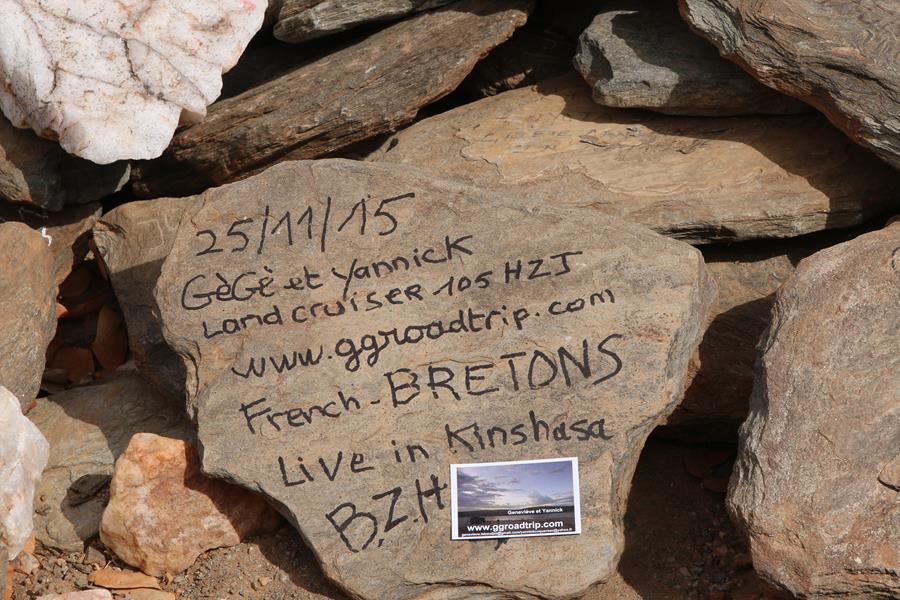 25/11/15
GèGè et Yannick
Land cruiser 105 HZJ
www.ggroadtrip.com
French - BRETONS
Live in Kinshasa
B.Z.H
Geneviève et Yannick
www.ggroadtrip.com